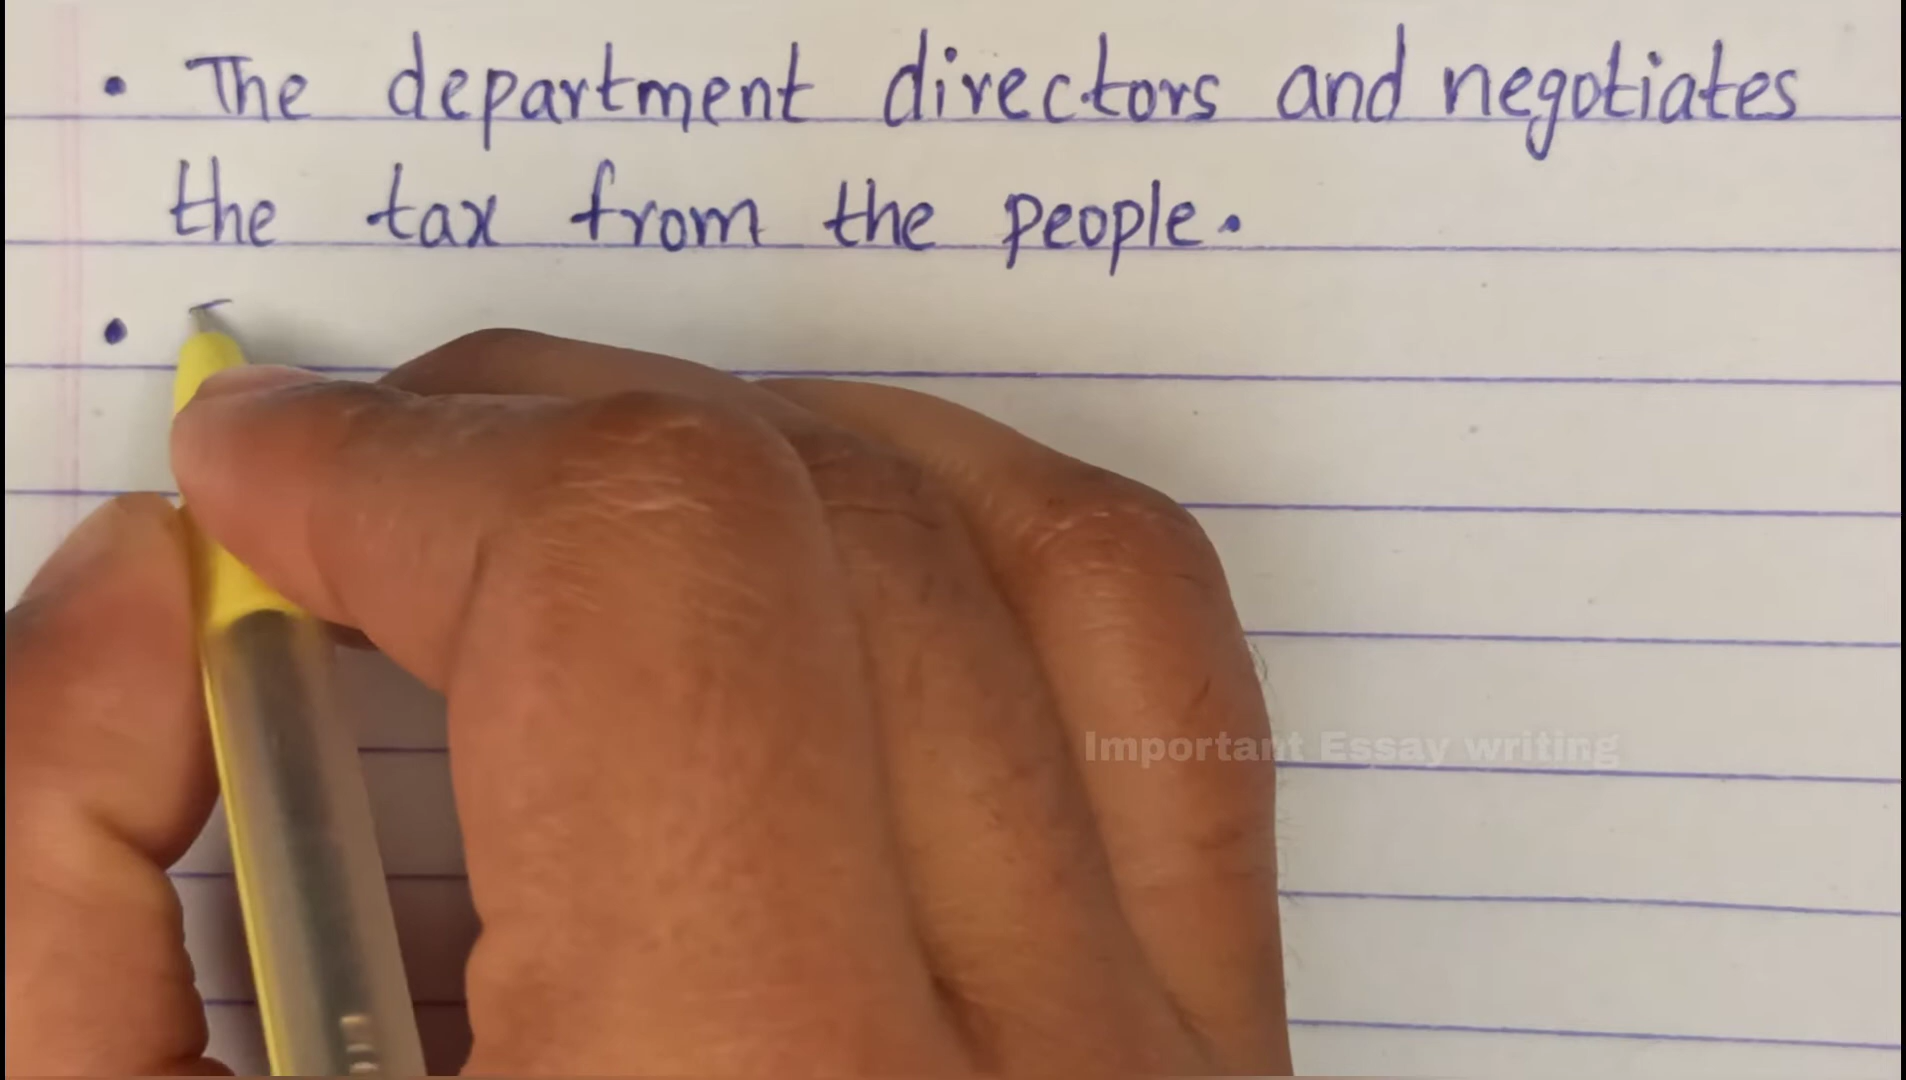 • The department directors and negotiates
the tax from the people.
•
Important Essay writing